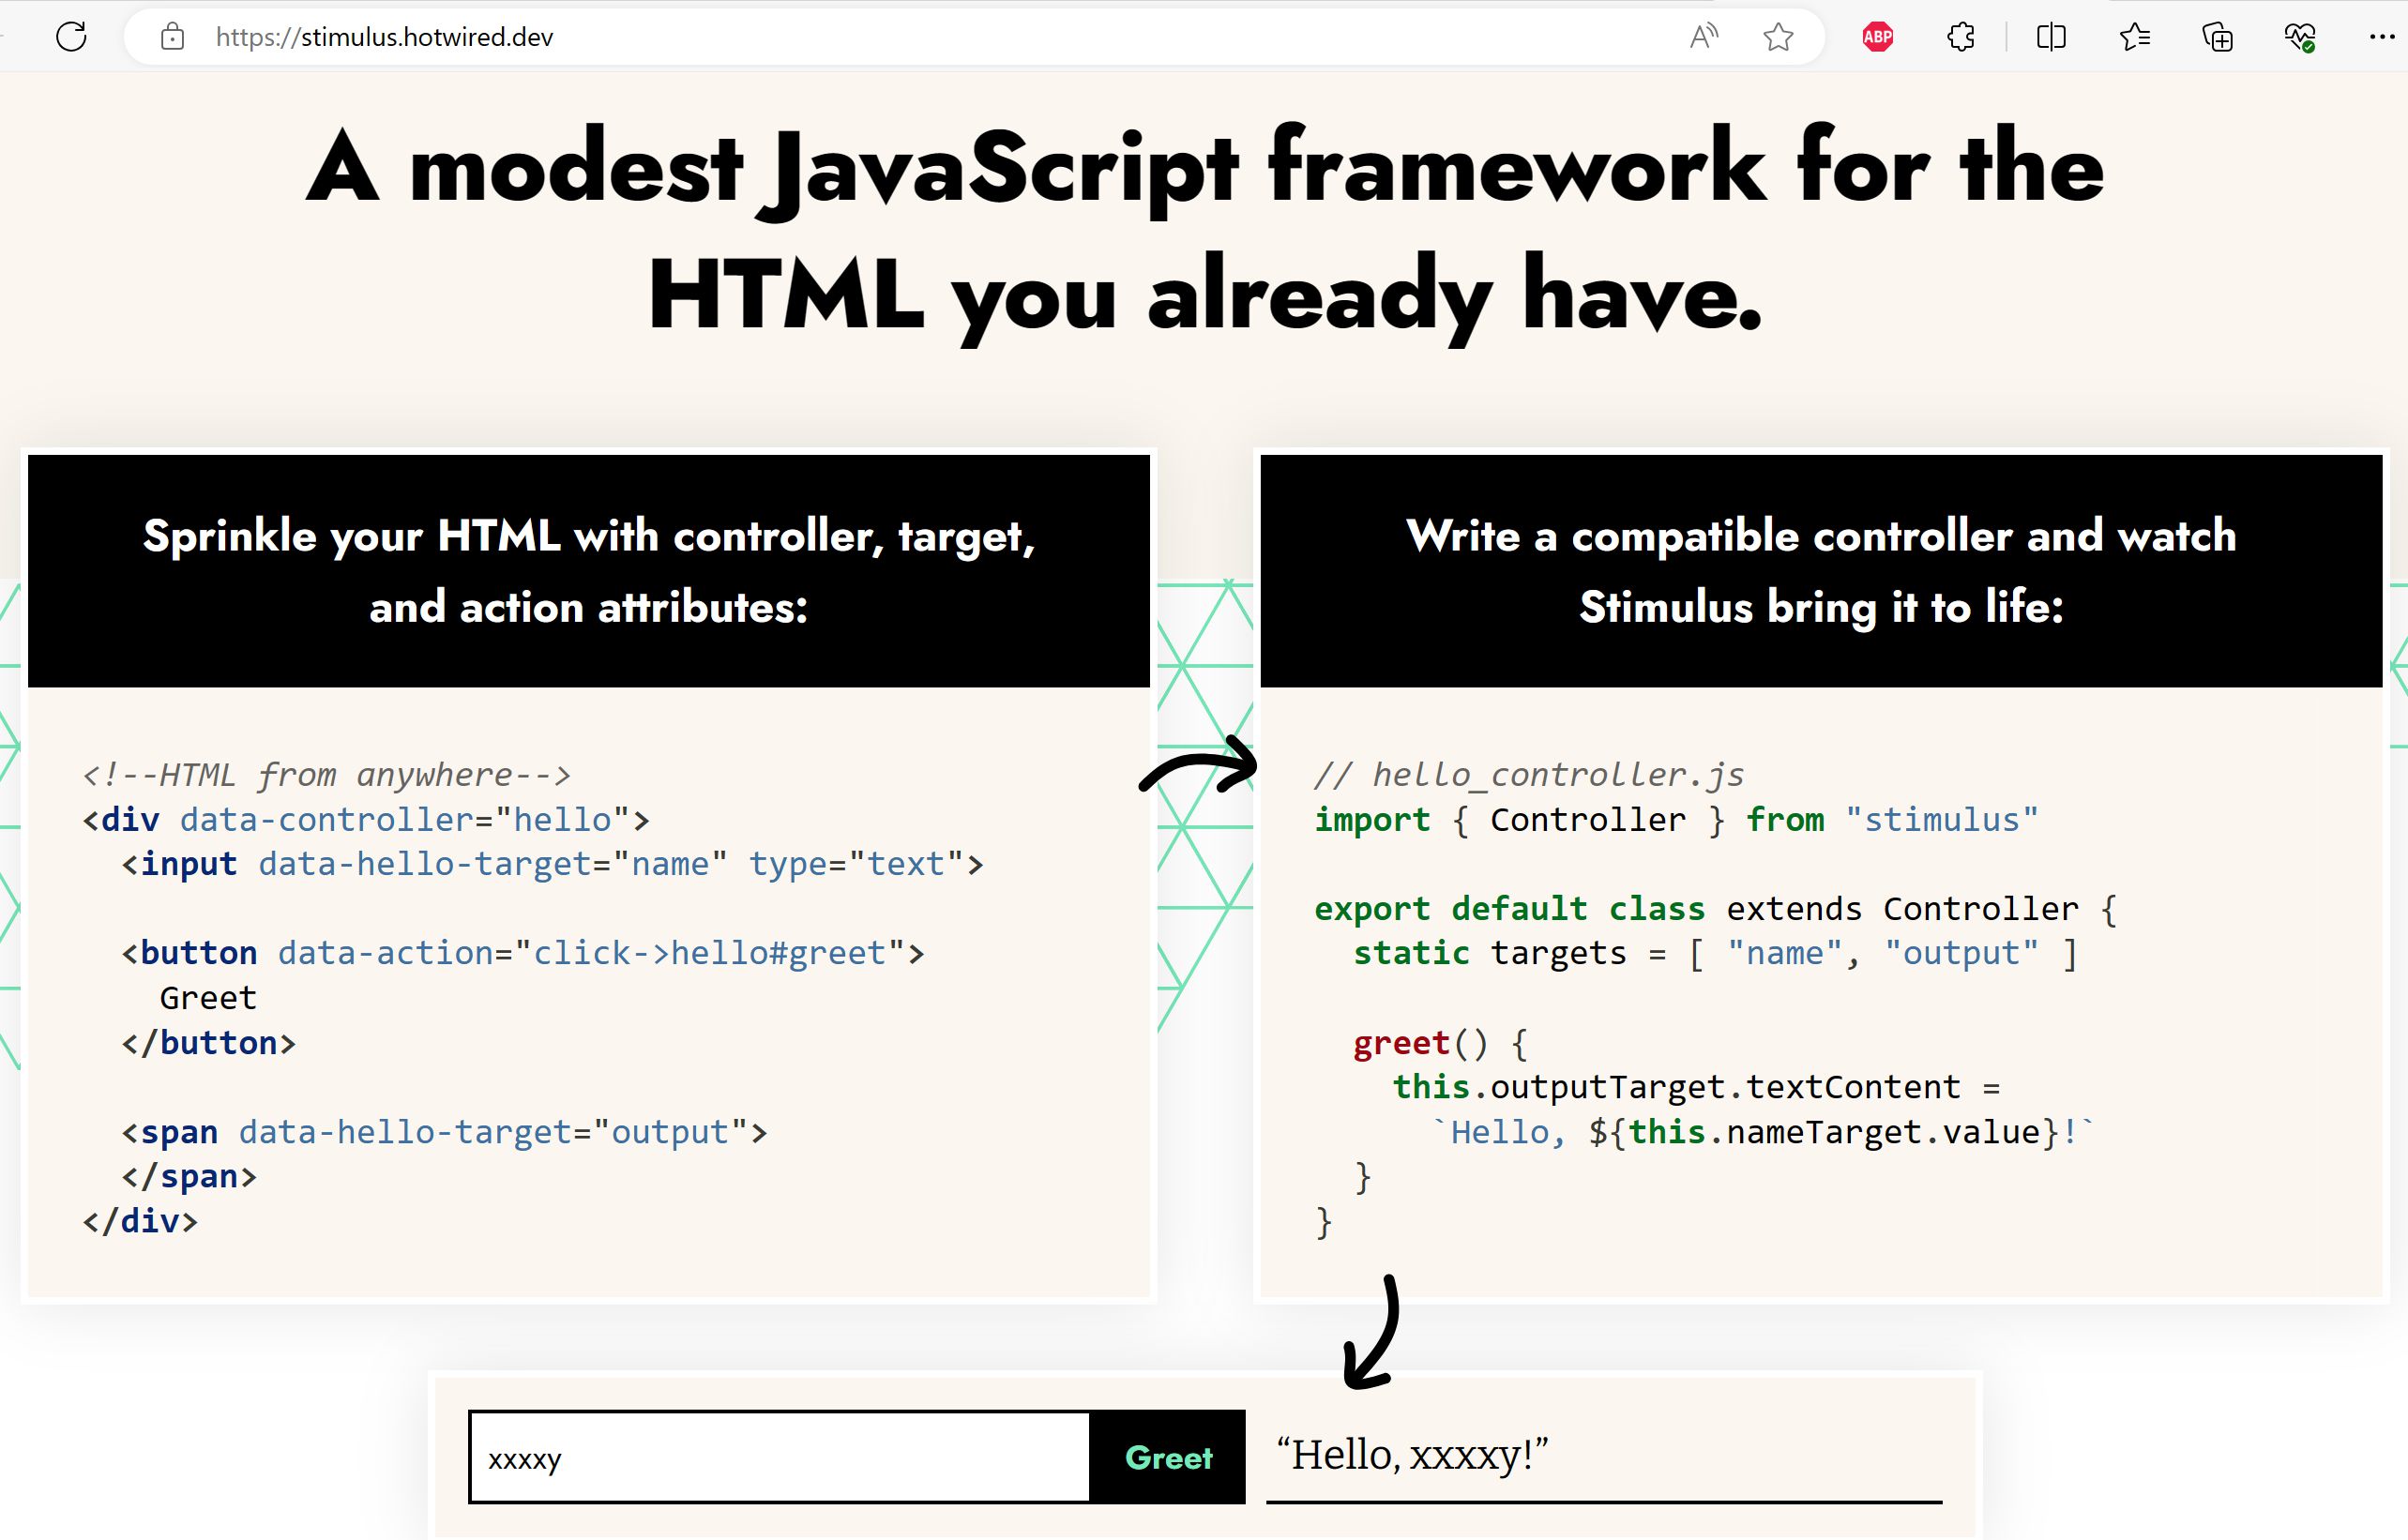 https://stimulus.hotwired.dev
ABP
A modest JavaScript framework for the
HTML you already have.
Sprinkle your HTML with controller, target,
and action attributes:
<!--HTML from anywhere-->
<div data-controller="hello">
  <input data-hello-target="name" type="text">

  <button data-action="click->hello#greet">
    Greet
  </button>

  <span data-hello-target="output">
  </span>
</div>
Write a compatible controller and watch
Stimulus bring it to life:
// hello_controller.js
import { Controller } from "stimulus"

export default class extends Controller {
  static targets = [ "name", "output" ]

  greet() {
    this.outputTarget.textContent =
      `Hello, ${this.nameTarget.value}!`
  }
}
xxxxy
Greet
“Hello, xxxxy!”